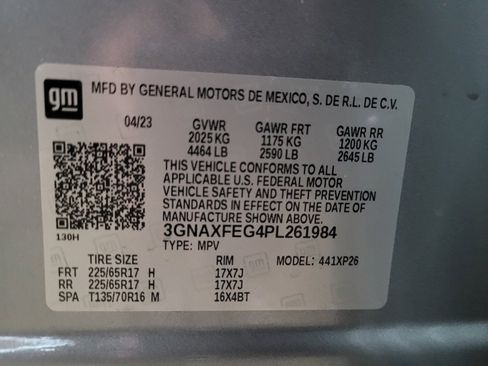 gm
MFD BY GENERAL MOTORS DE MEXICO, S. DE R.L. DE C.V.
04/23 GVWR GAWR FRT GAWR RR
2025 KG 1175 KG 1200 KG
4464 LB 2590 LB 2645 LB
THIS VEHICLE CONFORMS TO ALL
APPLICABLE U.S. FEDERAL MOTOR
VEHICLE SAFETY AND THEFT PREVENTION
STANDARDS IN EFFECT ON THE DATE OF
MANUFACTURE SHOWN ABOVE.
130H 3GNAXFEG4PL261984
TYPE: MPV
TIRE SIZE RIM MODEL: 441XP26
FRT 225/65R17 H 17X7J
RR 225/65R17 H 17X7J
SPA T135/70R16 M 16X4BT